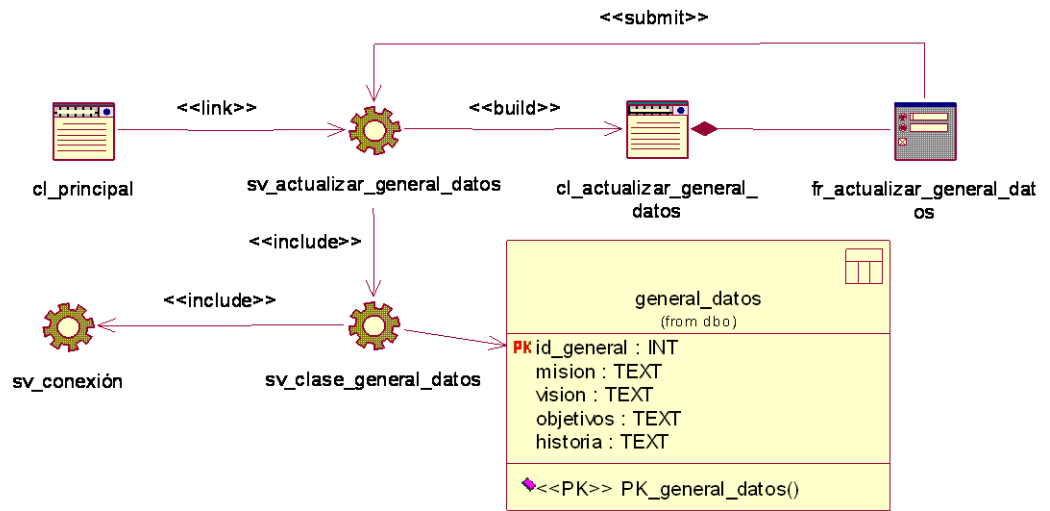 <<submit>>
<<link>>
<<build>>
cl_principal
sv_actualizar_general_datos
cl_actualizar_general_
datos
fr_actualizar_general_dat
os
<<include>>
<<include>>
sv_conexión
sv_clase_general_datos
general_datos
(from dbo)
PK id_general : INT
mision : TEXT
vision : TEXT
objetivos : TEXT
historia : TEXT
<<PK>> PK_general_datos()